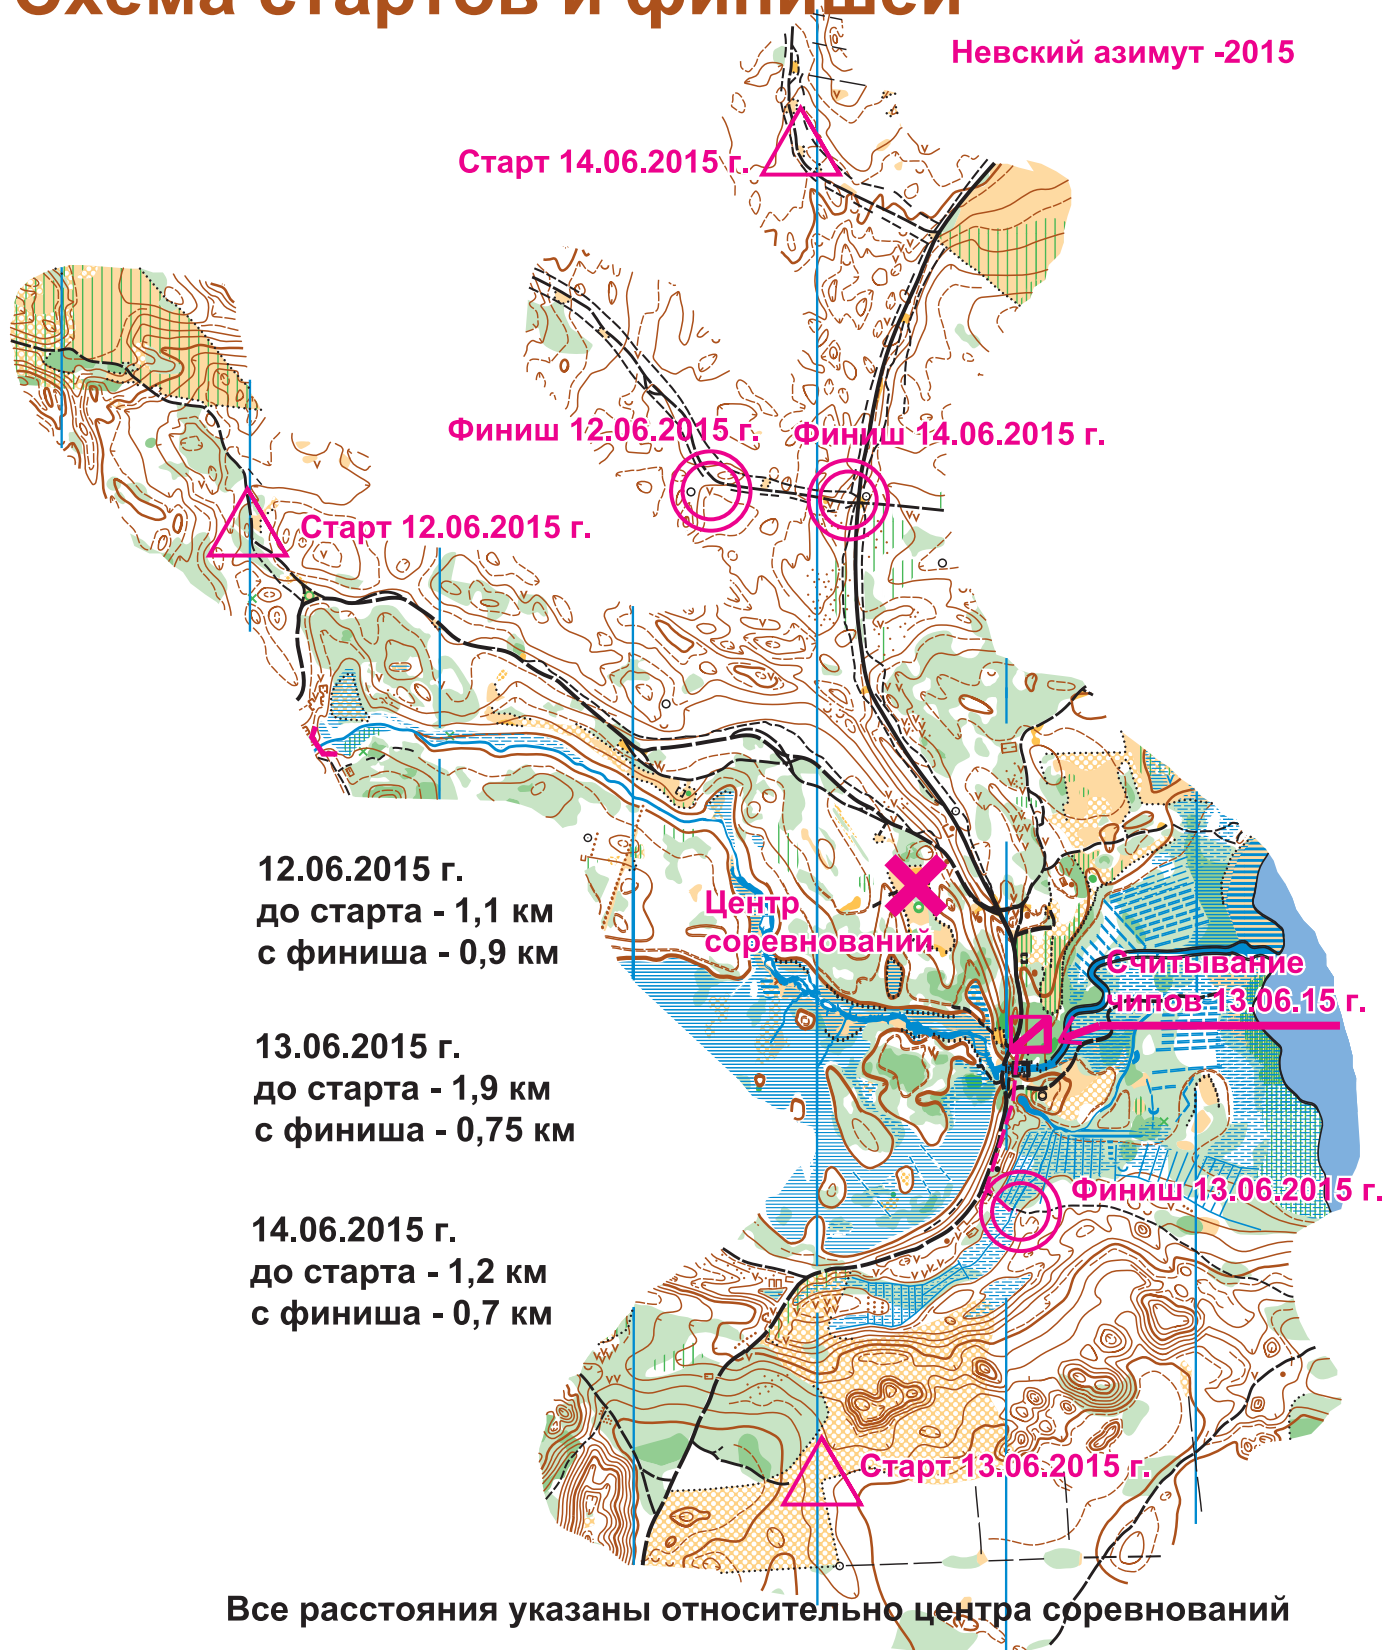 Схема стартов и финишей
Невский азимут -2015
Старт 14.06.2015 г.
Финиш 12.06.2015 г.
Финиш 14.06.2015 г.
Старт 12.06.2015 г.
12.06.2015 г.
до старта - 1,1 км
с финиша - 0,9 км
Центр
соревнований
Считывание
чипов 13.06.15 г.
13.06.2015 г.
до старта - 1,9 км
с финиша - 0,75 км
Финиш 13.06.2015 г.
14.06.2015 г.
до старта - 1,2 км
с финиша - 0,7 км
Старт 13.06.2015 г.
Все расстояния указаны относительно центра соревнований